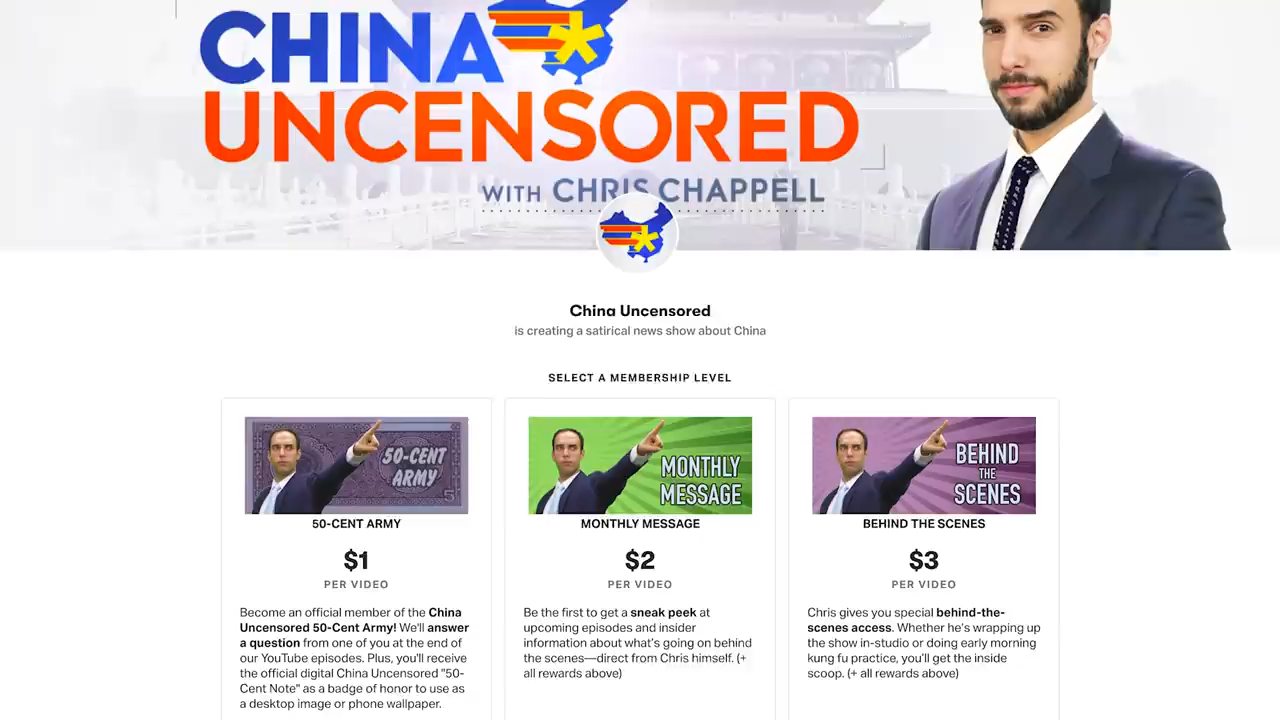 CHINA
UNCENSORED
WITH CHRIS CHAPPELL
China Uncensored
is creating a satirical news show about China
SELECT A MEMBERSHIP LEVEL
50-CENT
ARMY
5
50-CENT ARMY
$1
PER VIDEO
Become an official member of the China
Uncensored 50-Cent Army! We'll answer
a question from one of you at the end of
our YouTube episodes. Plus, you'll receive
the official digital China Uncensored "50-
Cent Note" as a badge of honor to use as
a desktop image or phone wallpaper.
MONTHLY
MESSAGE
MONTHLY MESSAGE
$2
PER VIDEO
Be the first to get a sneak peek at
upcoming episodes and insider
information about what's going on behind
the scenes—direct from Chris himself. (+
all rewards above)
BEHIND
THE
SCENES
BEHIND THE SCENES
$3
PER VIDEO
Chris gives you special behind-the-
scenes access. Whether he's wrapping up
the show in-studio or doing early morning
kung fu practice, you'll get the inside
scoop. (+ all rewards above)